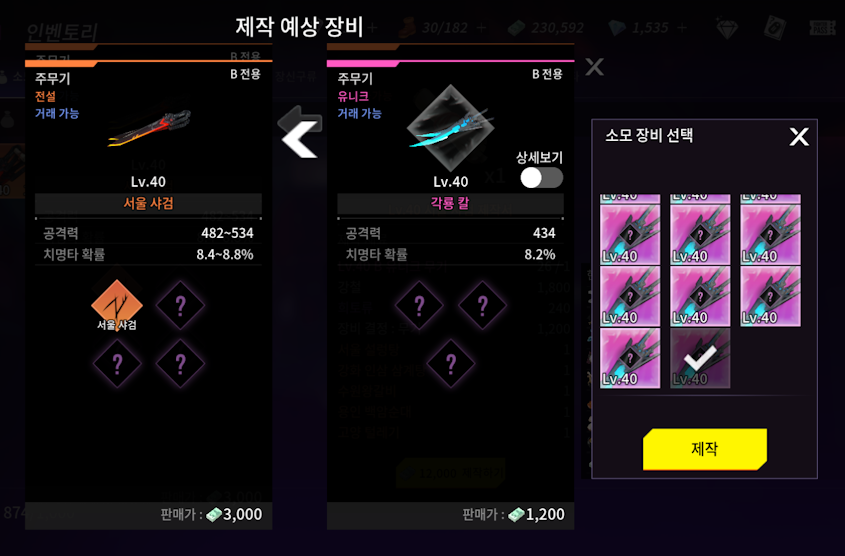 제작 예상 장비
인벤토리
30/182
230,592
1,535
주무기
B 전용
전설
거래 가능
Lv.40
서울 샤검
공격력 482~534
치명타 확률 8.4~8.8%
서울 샤검
?
?
?
판매가 : 3,000
주무기
B 전용
유니크
거래 가능
상세보기
Lv.40
각룡 칼
공격력 434
치명타 확률 8.2%
?
?
?
판매가 : 1,200
소모 장비 선택
X
Lv.40 Lv.40 Lv.40
Lv.40 Lv.40 Lv.40
Lv.40 Lv.40 Lv.40
Lv.40 Lv.40
제작